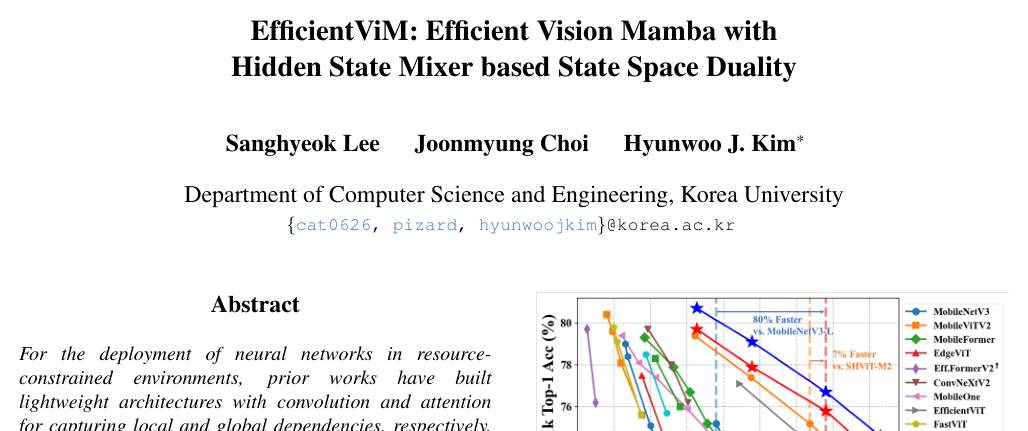 EfficientViM: Efficient Vision Mamba with
Hidden State Mixer based State Space Duality
Sanghyeok Lee Joonmyung Choi Hyunwoo J. Kim*
Department of Computer Science and Engineering, Korea University
{cat0626, pizard, hyunwoojkim}@korea.ac.kr
Abstract
For the deployment of neural networks in resource-
constrained environments, prior works have built
lightweight architectures with convolution and attention
for capturing local and global dependencies, respectively.
Top-1 Acc (%)
80
78
76
80% Faster
vs. MobileNetV3-L
7% Faster
vs. SHViT-M2
MobileNetV3
MobileViTV2
MobileFormer
EdgeViT
Eff.FormerV2†
ConvNeXtV2
MobileOne
EfficientViT
FastViT